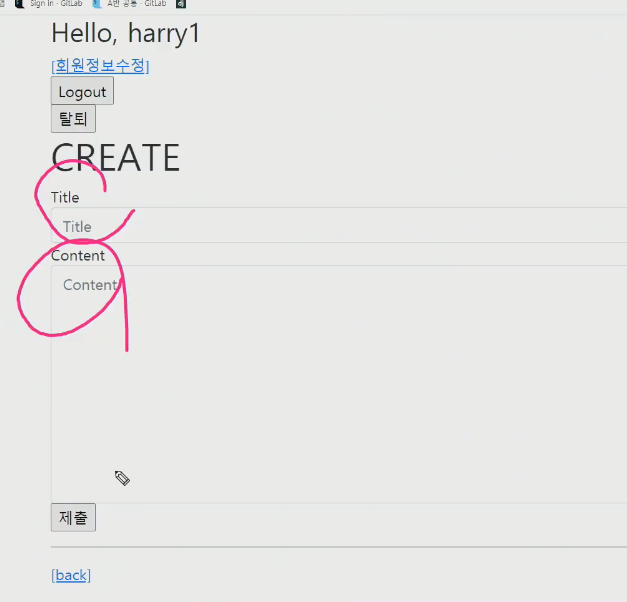 Sign in · GitLab
A반 공통 · GitLab
Hello, harry1
[회원정보수정]
Logout
탈퇴
CREATE
Title
Title
Content
Content
제출
[back]